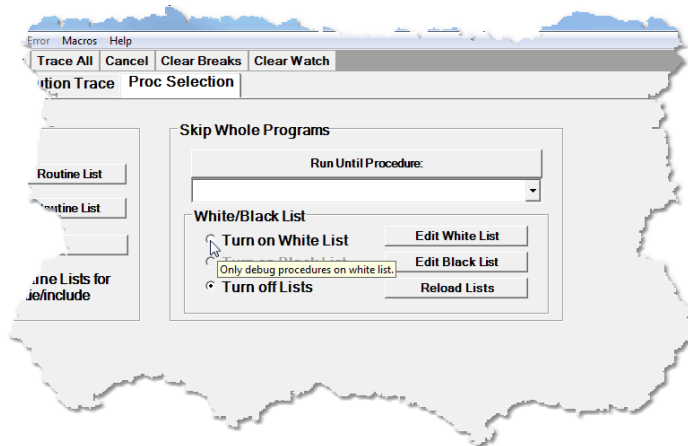 Error Macros Help
Trace All Cancel Clear Breaks Clear Watch
ution Trace Proc Selection
Skip Whole Programs
Run Until Procedure:
Routine List
outine List
White/Black List
Turn on White List Edit White List
Edit Black List
Only debug procedures on white list.
Turn off Lists Reload Lists
ine Lists for
de/include